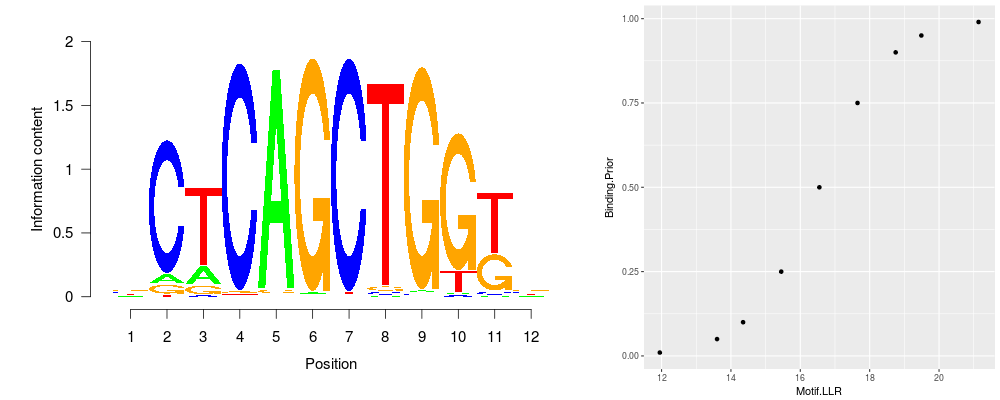 2
1.5
1
0.5
0
Information content
CTCAGCTGGT
AATG
1 2 3 4 5 6 7 8 9 10 11 12
Position
1.00
0.75
0.50
0.25
0.00
Binding.Prior
12 14 16 18 20
Motif.LLR